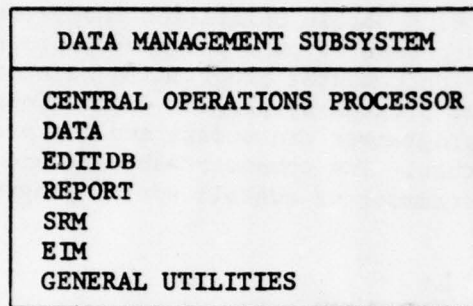 DATA MANAGEMENT SUBSYSTEM
CENTRAL OPERATIONS PROCESSOR
DATA
EDITDB
REPORT
SRM
EIM
GENERAL UTILITIES